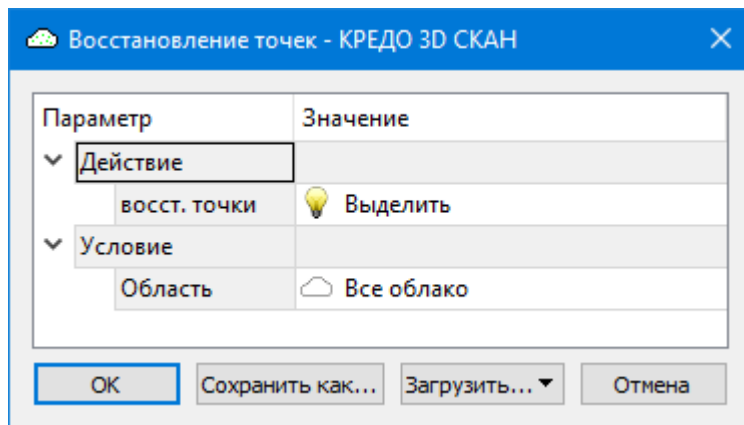 Восстановление точек - КРЕДО 3D СКАН
Параметр Значение
Действие
восст. точки Выделить
Условие
Область Все облако
ОК Сохранить как... Загрузить... Отмена